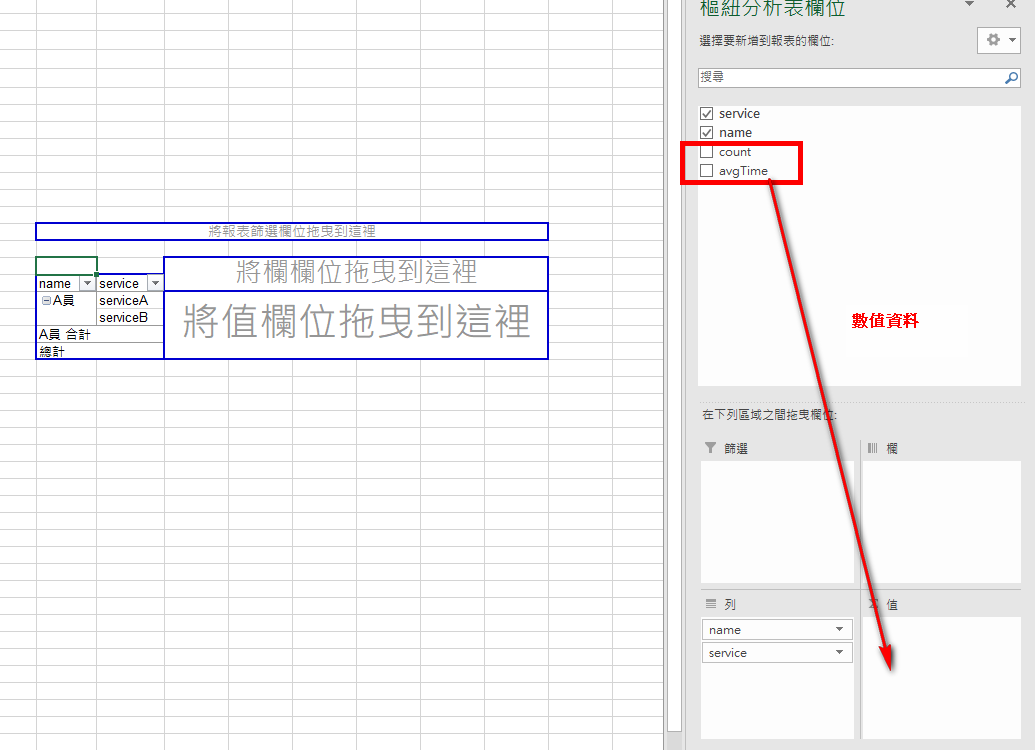 樞紐分析表欄位
選擇要新增到報表的欄位:
搜尋
service
name
count
avgTime
將報表篩選欄位拖曳到這裡
將欄欄位拖曳到這裡
name service
A員 serviceA
serviceB
A員 合計
總計
將值欄位拖曳到這裡
數值資料
在下列區域之間拖曳欄位:
篩選
欄
列
Σ 值
name
service